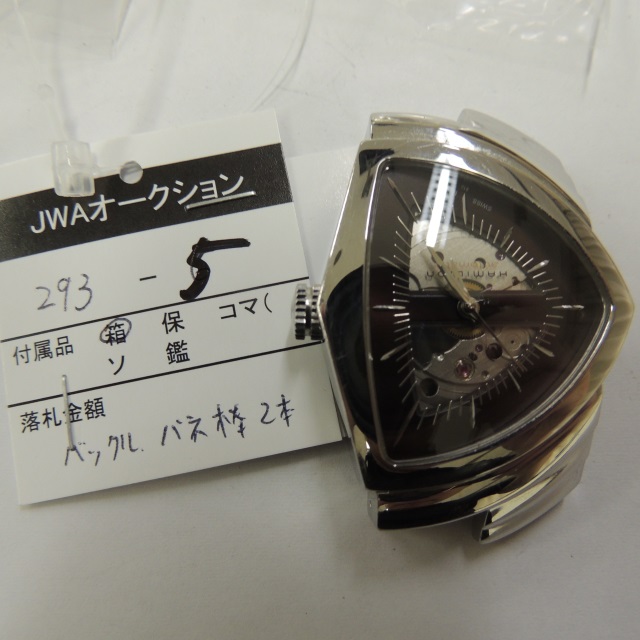 JWAオークション
293 - 5
付属品 箱 保 コマ(
ソ 鑑
落札金額
バックル. バネ棒 2本
HAMILTON